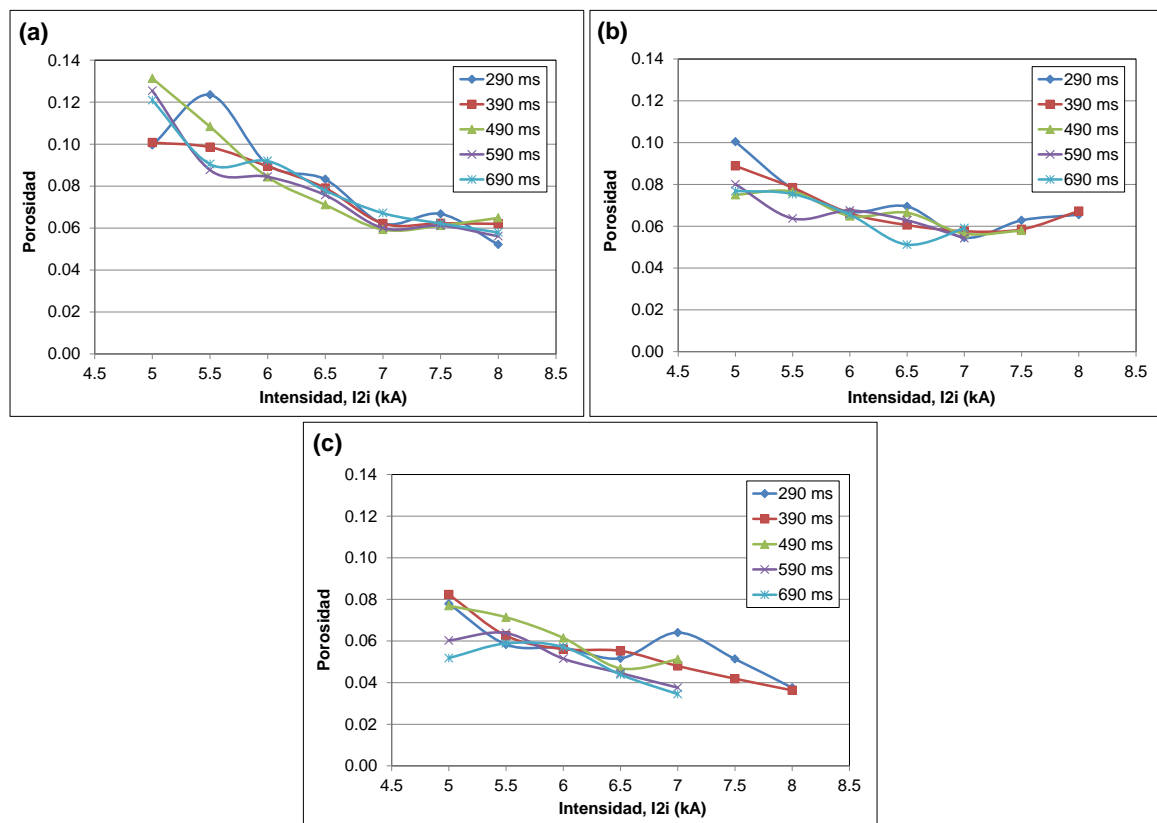 (a)
0.14
0.12
0.10
0.08
0.06
0.04
0.02
0.00
Porosidad
4.5 5 5.5 6 6.5 7 7.5 8 8.5
Intensidad, I2i (kA)
290 ms
390 ms
490 ms
590 ms
690 ms
(b)
0.14
0.12
0.10
0.08
0.06
0.04
0.02
0.00
Porosidad
4.5 5 5.5 6 6.5 7 7.5 8 8.5
Intensidad, I2i (kA)
290 ms
390 ms
490 ms
590 ms
690 ms
(c)
0.14
0.12
0.10
0.08
0.06
0.04
0.02
0.00
Porosidad
4.5 5 5.5 6 6.5 7 7.5 8 8.5
Intensidad, I2i (kA)
290 ms
390 ms
490 ms
590 ms
690 ms